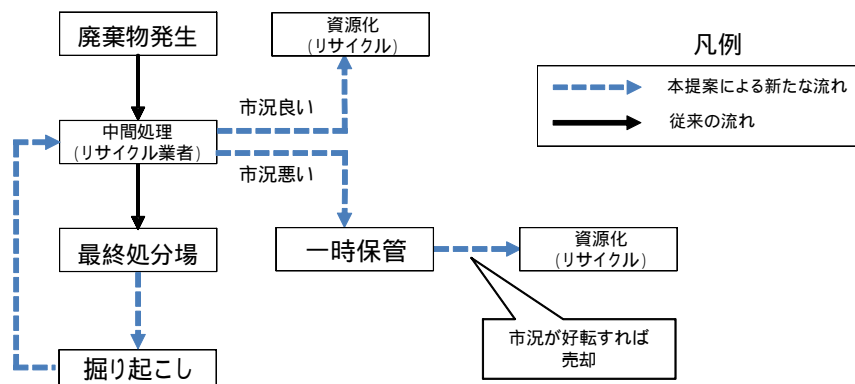 廃棄物発生
資源化
(リサイクル)
凡例
本提案による新たな流れ
従来の流れ
市況良い
中間処理
(リサイクル業者)
市況悪い
最終処分場
一時保管
資源化
(リサイクル)
市況が好転すれば
売却
掘り起こし